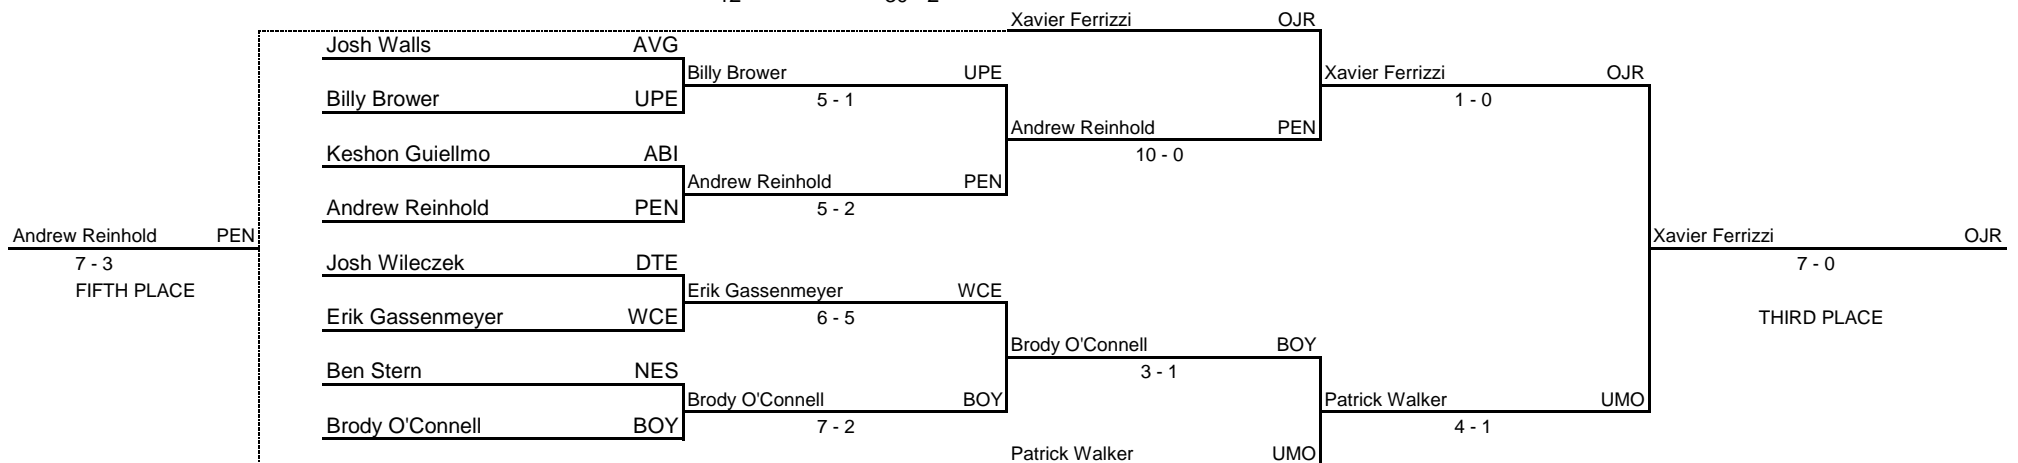 Xavier Ferrizzi OJR
Josh Walls AVG
Billy Brower UPE
Xavier Ferrizzi OJR
Billy Brower UPE
5 - 1
1 - 0
Andrew Reinhold PEN
Keshon Guiellmo ABI
10 - 0
Andrew Reinhold PEN
Andrew Reinhold PEN
5 - 2
Andrew Reinhold PEN
Xavier Ferrizzi OJR
7 - 3
Josh Wileczek DTE
7 - 0
FIFTH PLACE
Erik Gassenmeyer WCE
Erik Gassenmeyer WCE
6 - 5
THIRD PLACE
Brody O'Connell BOY
Ben Stern NES
3 - 1
Brody O'Connell BOY
Patrick Walker UMO
Brody O'Connell BOY
7 - 2
4 - 1
Patrick Walker UMO